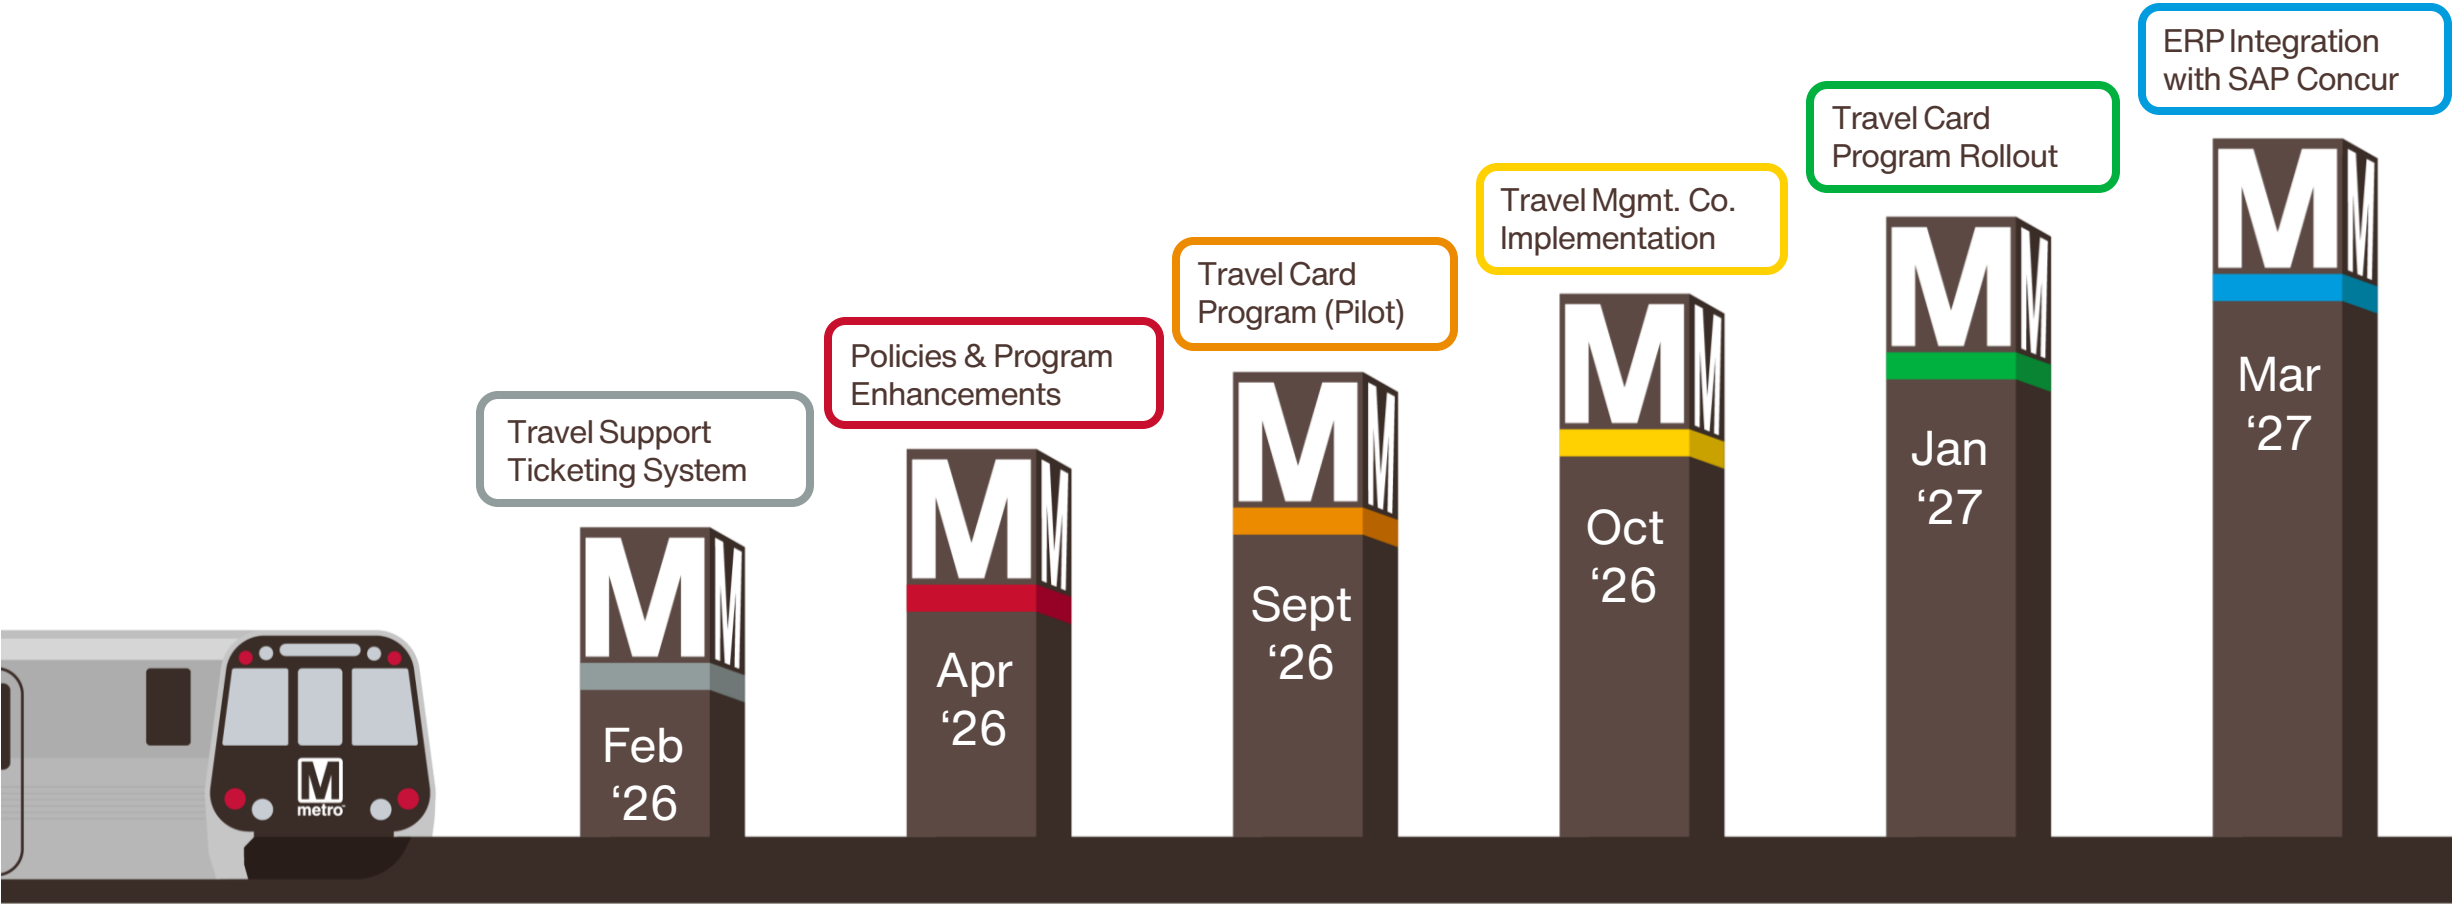 Travel Support
Ticketing System
M
M
Feb
‘26
Policies & Program
Enhancements
M
M
Apr
‘26
Travel Card
Program (Pilot)
M
M
Sept
‘26
Travel Mgmt. Co.
Implementation
M
M
Oct
‘26
Travel Card
Program Rollout
M
M
Jan
‘27
ERP Integration
with SAP Concur
M
M
Mar
‘27
M
metro